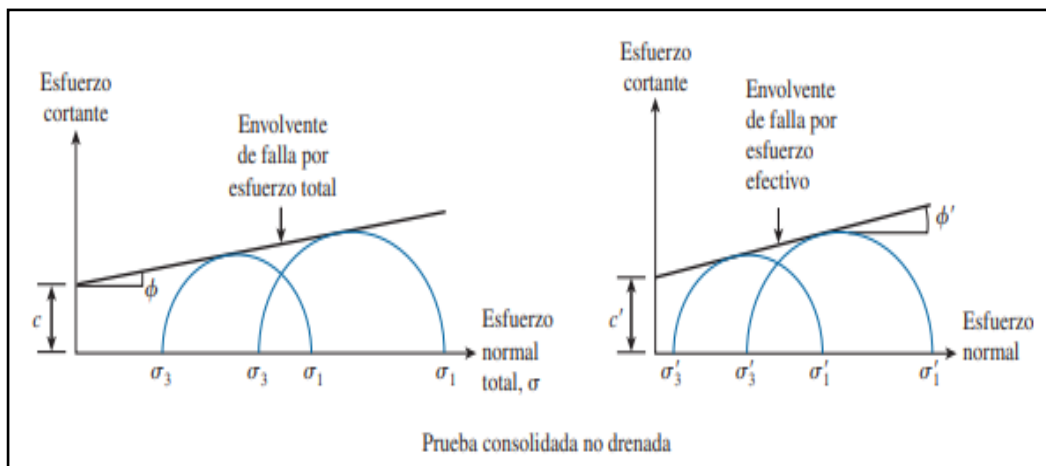 Esfuerzo
cortante
Envolvente
de falla por
esfuerzo total
ϕ
c
σ₃
σ₃
σ₁
σ₁
Esfuerzo
normal
total, σ
Esfuerzo
cortante
Envolvente
de falla por
esfuerzo
efectivo
ϕ′
c′
σ′₃
σ′₃
σ′₁
σ′₁
Esfuerzo
normal
Prueba consolidada no drenada